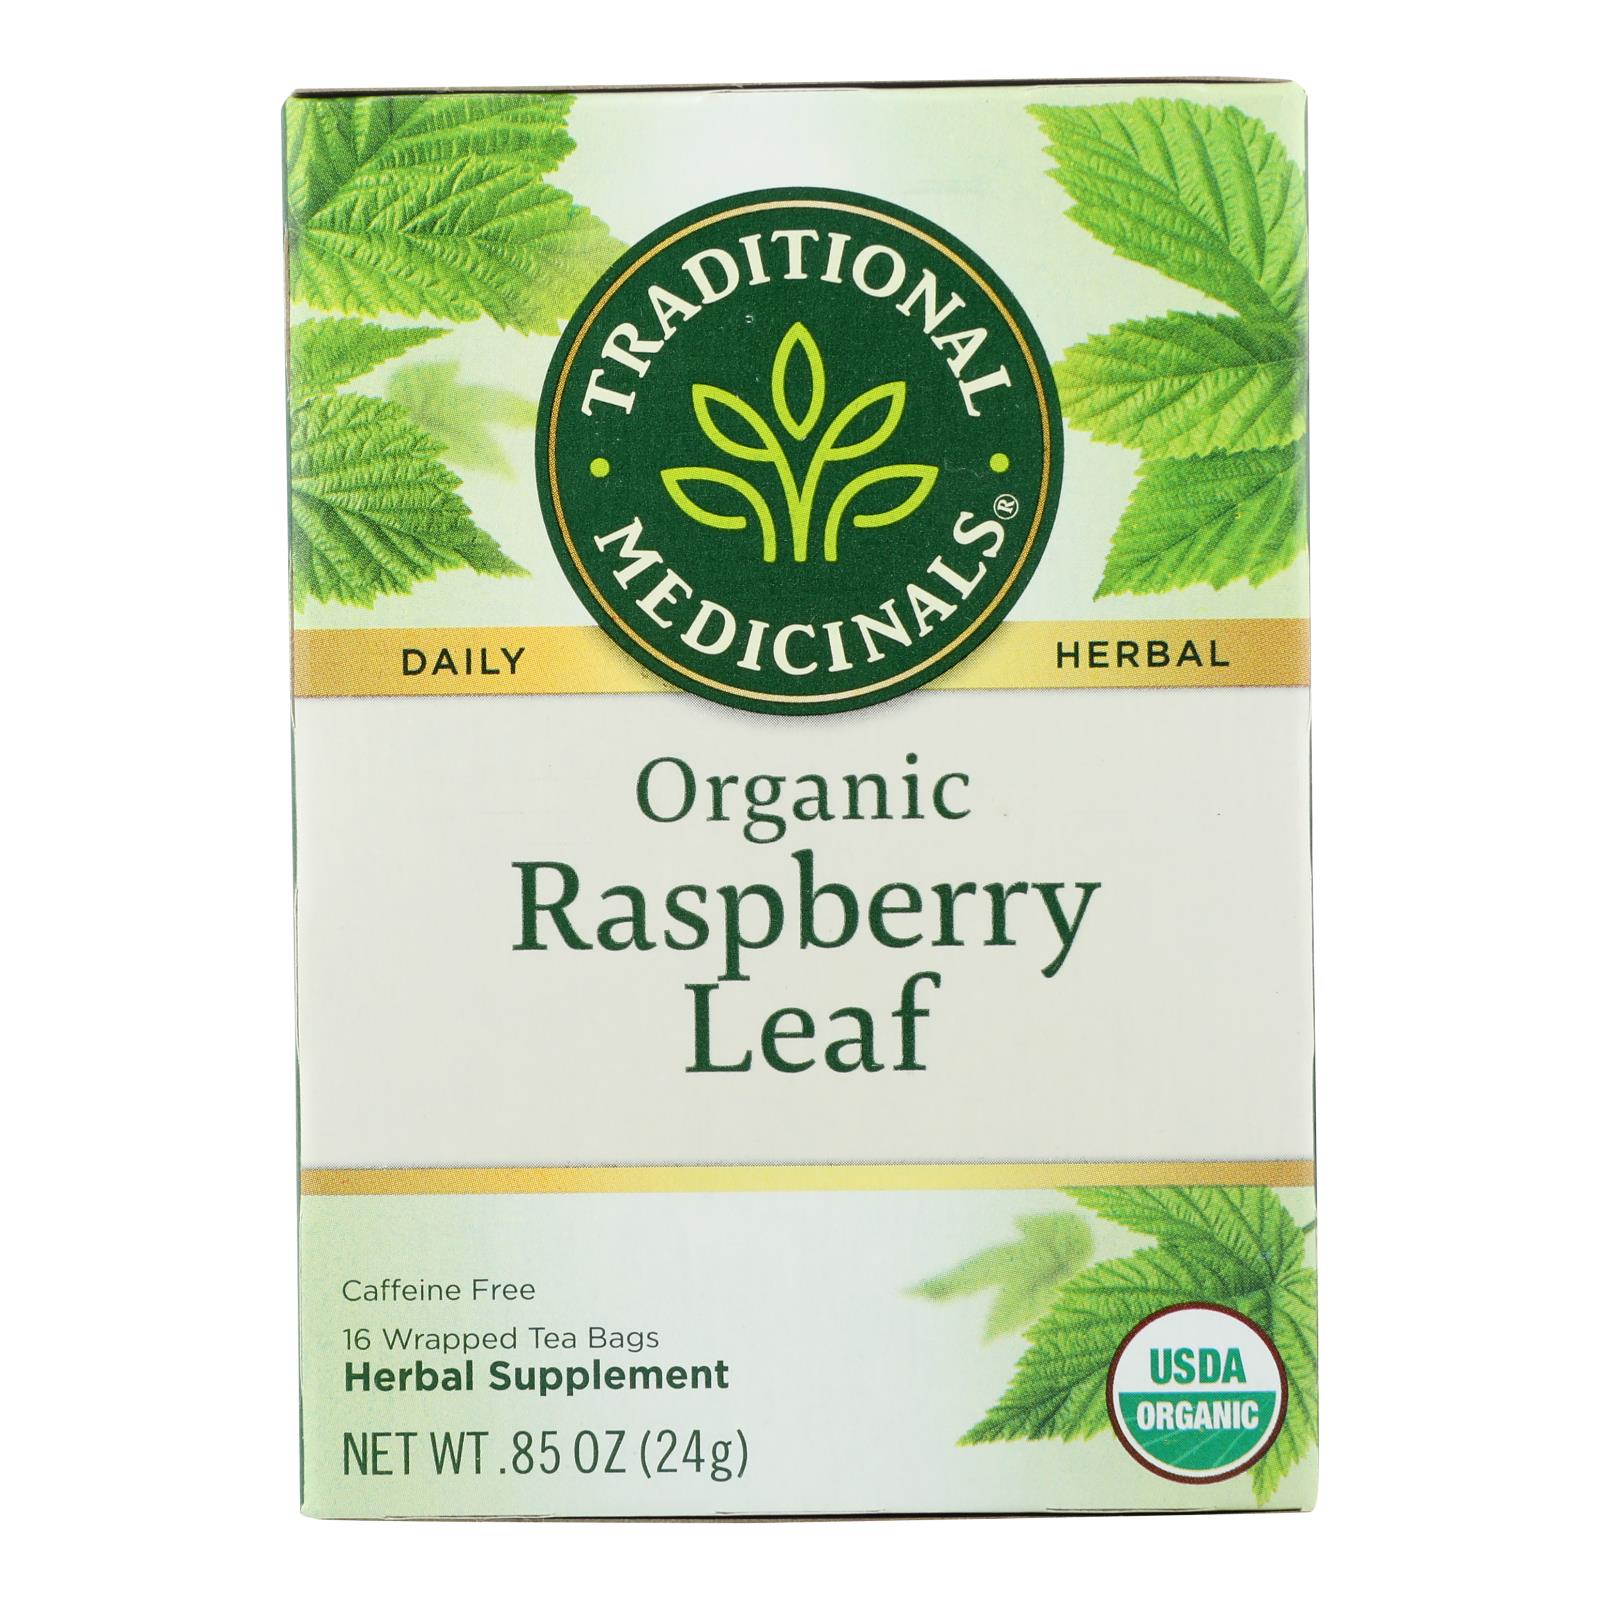 TRADITIONAL
MEDICINALS®
DAILY
HERBAL
Organic
Raspberry
Leaf
Caffeine Free
16 Wrapped Tea Bags
Herbal Supplement
NET WT .85 OZ (24g)
USDA
ORGANIC